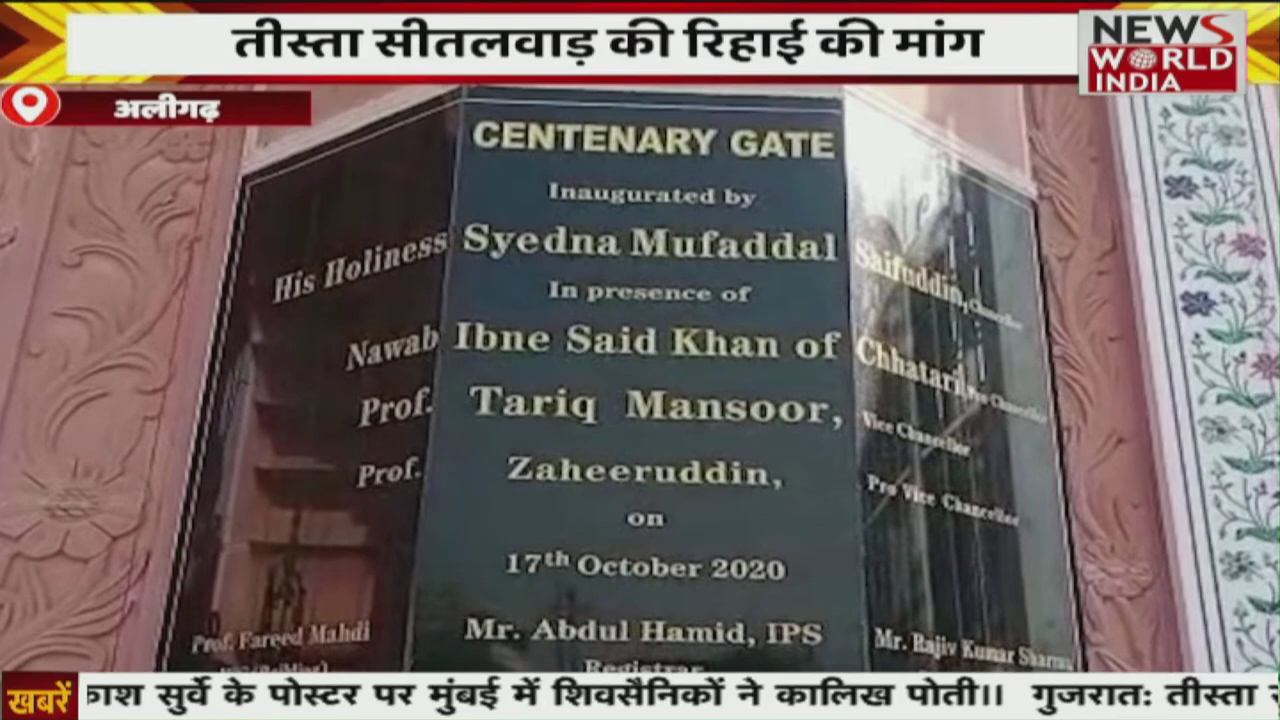 तीस्ता सीतलवाड़ की रिहाई की मांग
NEWS
WORLD
INDIA
अलीगढ़
CENTENARY GATE
Inaugurated by
His Holiness Syedna Mufaddal Saifuddin, Chancellor
In presence of
Nawab Ibne Said Khan of Chhatari, Pro Chancellor
Prof. Tariq Mansoor, Vice Chancellor
Prof. Zaheeruddin, Pro Vice Chancellor
on
17th October 2020
Prof. Fareed Mahdi Mr. Abdul Hamid, IPS Mr. Rajiv Kumar Sharma
Registrar
खबरें काश सुर्वे के पोस्टर पर मुंबई में शिवसैनिकों ने कालिख पोती।। गुजरात: तीस्ता